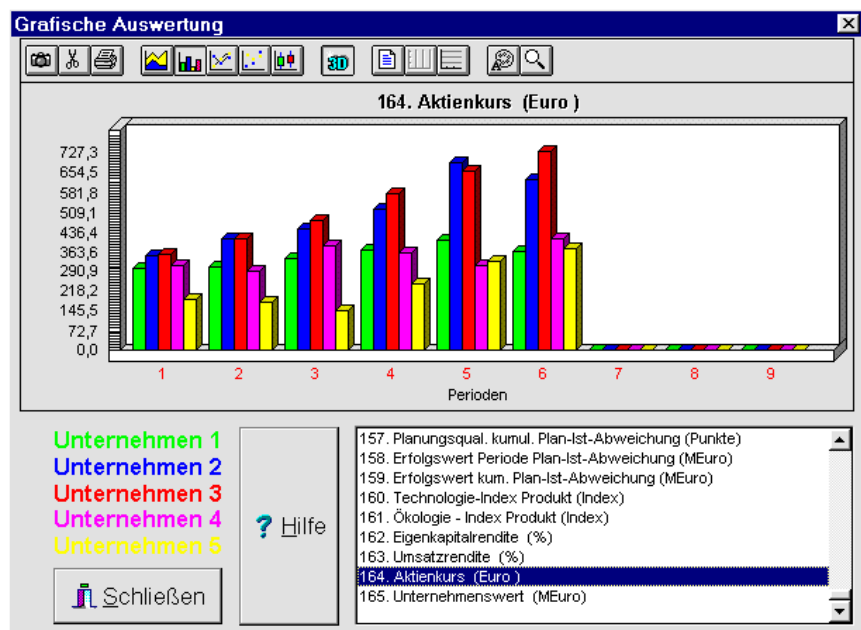 Grafische Auswertung
3D
164. Aktienkurs (Euro )
727,3
654,5
581,8
509,1
436,4
363,6
290,9
218,2
145,5
72,7
0,0
1 2 3 4 5 6 7 8 9
Perioden
Unternehmen 1
Unternehmen 2
Unternehmen 3
Unternehmen 4
Unternehmen 5
Schließen
? Hilfe
157. Planungsqual. kumul. Plan-Ist-Abweichung (Punkte)
158. Erfolgswert Periode Plan-Ist-Abweichung (MEuro)
159. Erfolgswert kum. Plan-Ist-Abweichung (MEuro)
160. Technologie-Index Produkt (Index)
161. Ökologie - Index Produkt (Index)
162. Eigenkapitalrendite (%)
163. Umsatzrendite (%)
164. Aktienkurs (Euro )
165. Unternehmenswert (MEuro)